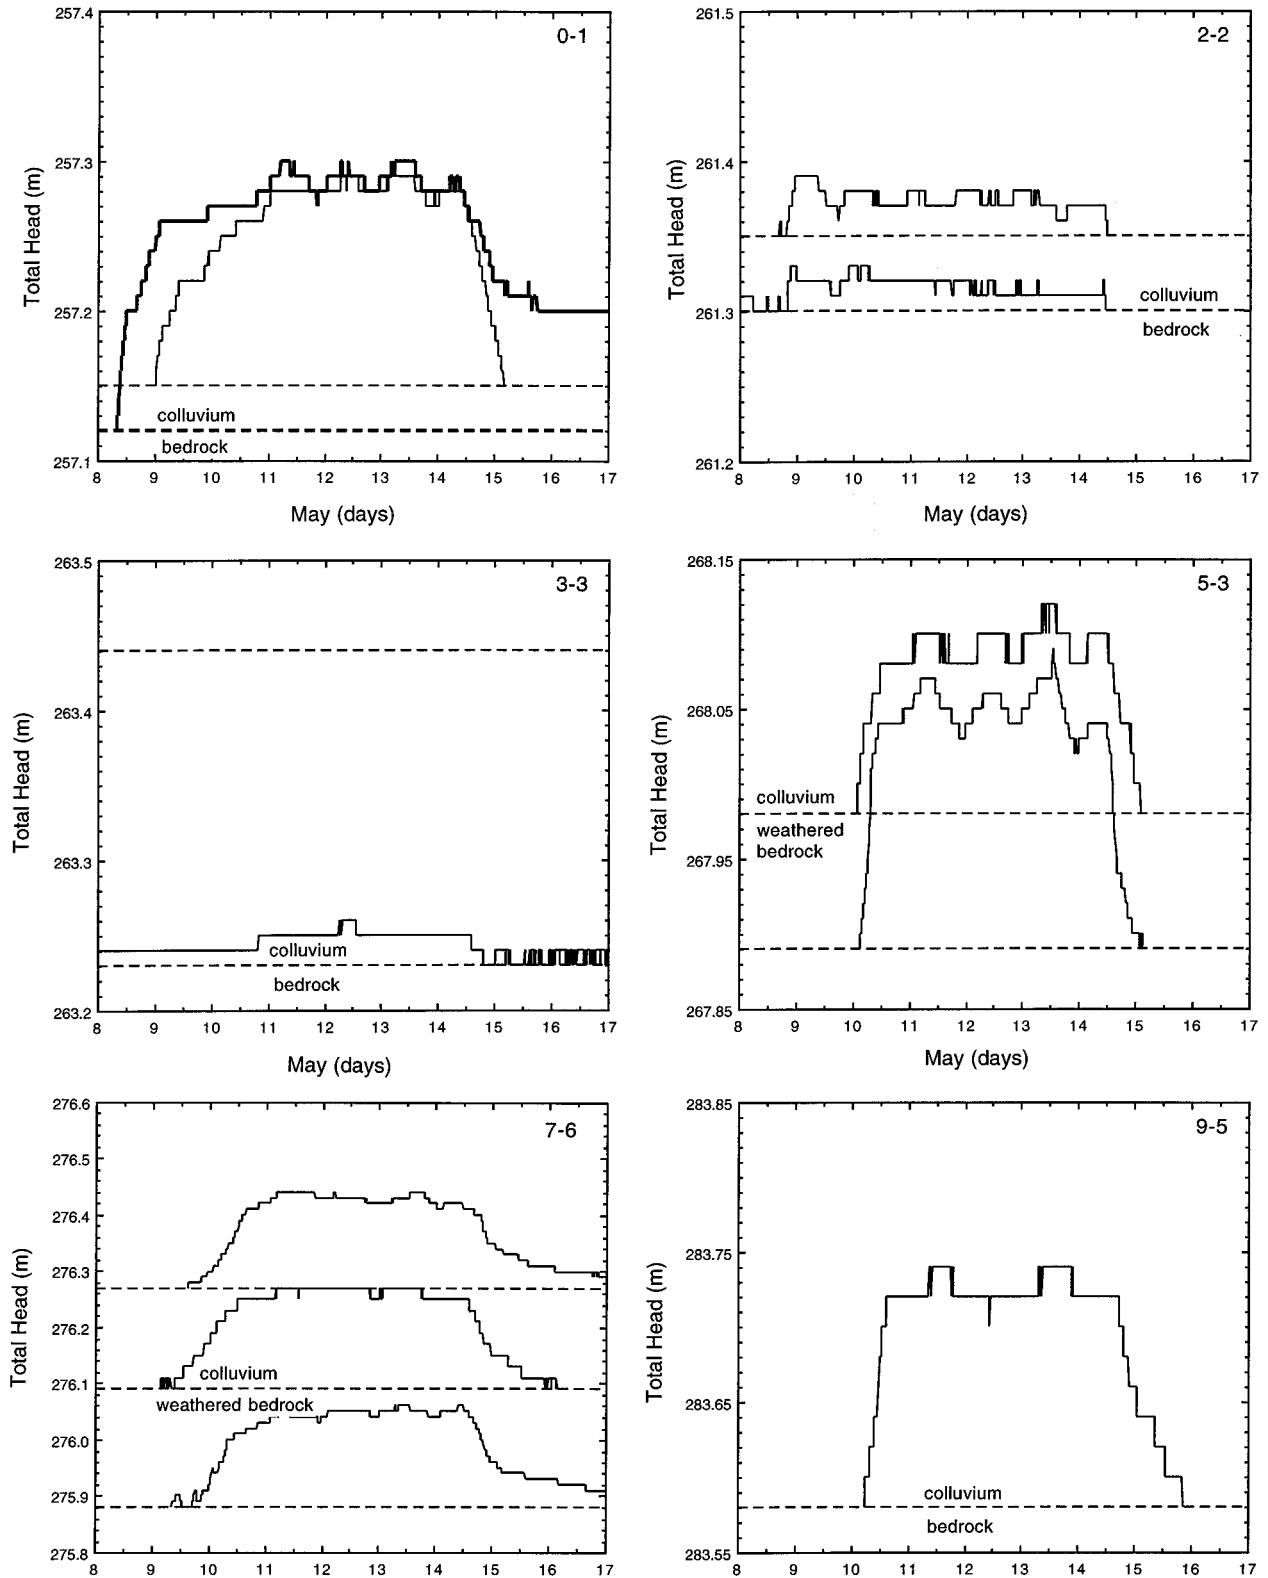 0-1
257.4
257.3
257.2
257.1
Total Head (m)
colluvium
bedrock
8 9 10 11 12 13 14 15 16 17
May (days)
2-2
261.5
261.4
261.3
261.2
Total Head (m)
colluvium
bedrock
8 9 10 11 12 13 14 15 16 17
May (days)
3-3
263.5
263.4
263.3
263.2
Total Head (m)
colluvium
bedrock
8 9 10 11 12 13 14 15 16 17
May (days)
5-3
268.15
268.05
267.95
267.85
Total Head (m)
colluvium
weathered
bedrock
8 9 10 11 12 13 14 15 16 17
May (days)
7-6
276.6
276.5
276.4
276.3
276.2
276.1
276.0
275.9
275.8
Total Head (m)
colluvium
weathered bedrock
8 9 10 11 12 13 14 15 16 17
9-5
283.85
283.75
283.65
283.55
Total Head (m)
colluvium
bedrock
8 9 10 11 12 13 14 15 16 17